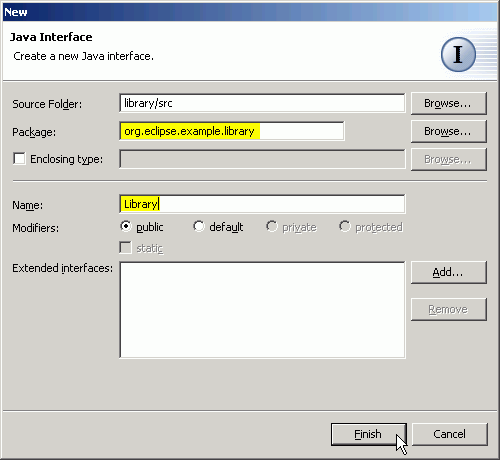 New
Java Interface
Create a new Java interface.
I
Source Folder: library/src Browse...
Package: org.eclipse.example.library Browse...
Enclosing type: Browse...
Name: Library
Modifiers: public default private protected
static
Extended interfaces: Add...
Remove
Finish Cancel